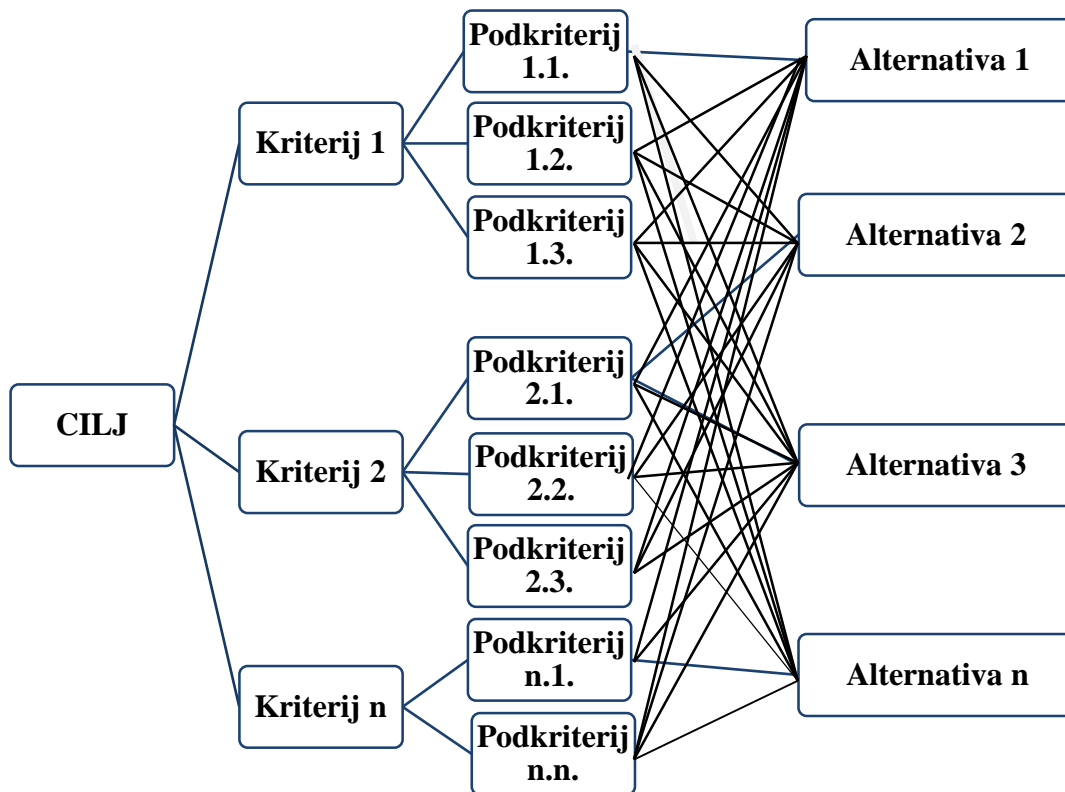 CILJ
Kriterij 1
Kriterij 2
Kriterij n
Podkriterij
1.1.
Podkriterij
1.2.
Podkriterij
1.3.
Podkriterij
2.1.
Podkriterij
2.2.
Podkriterij
2.3.
Podkriterij
n.1.
Podkriterij
n.n.
Alternativa 1
Alternativa 2
Alternativa 3
Alternativa n